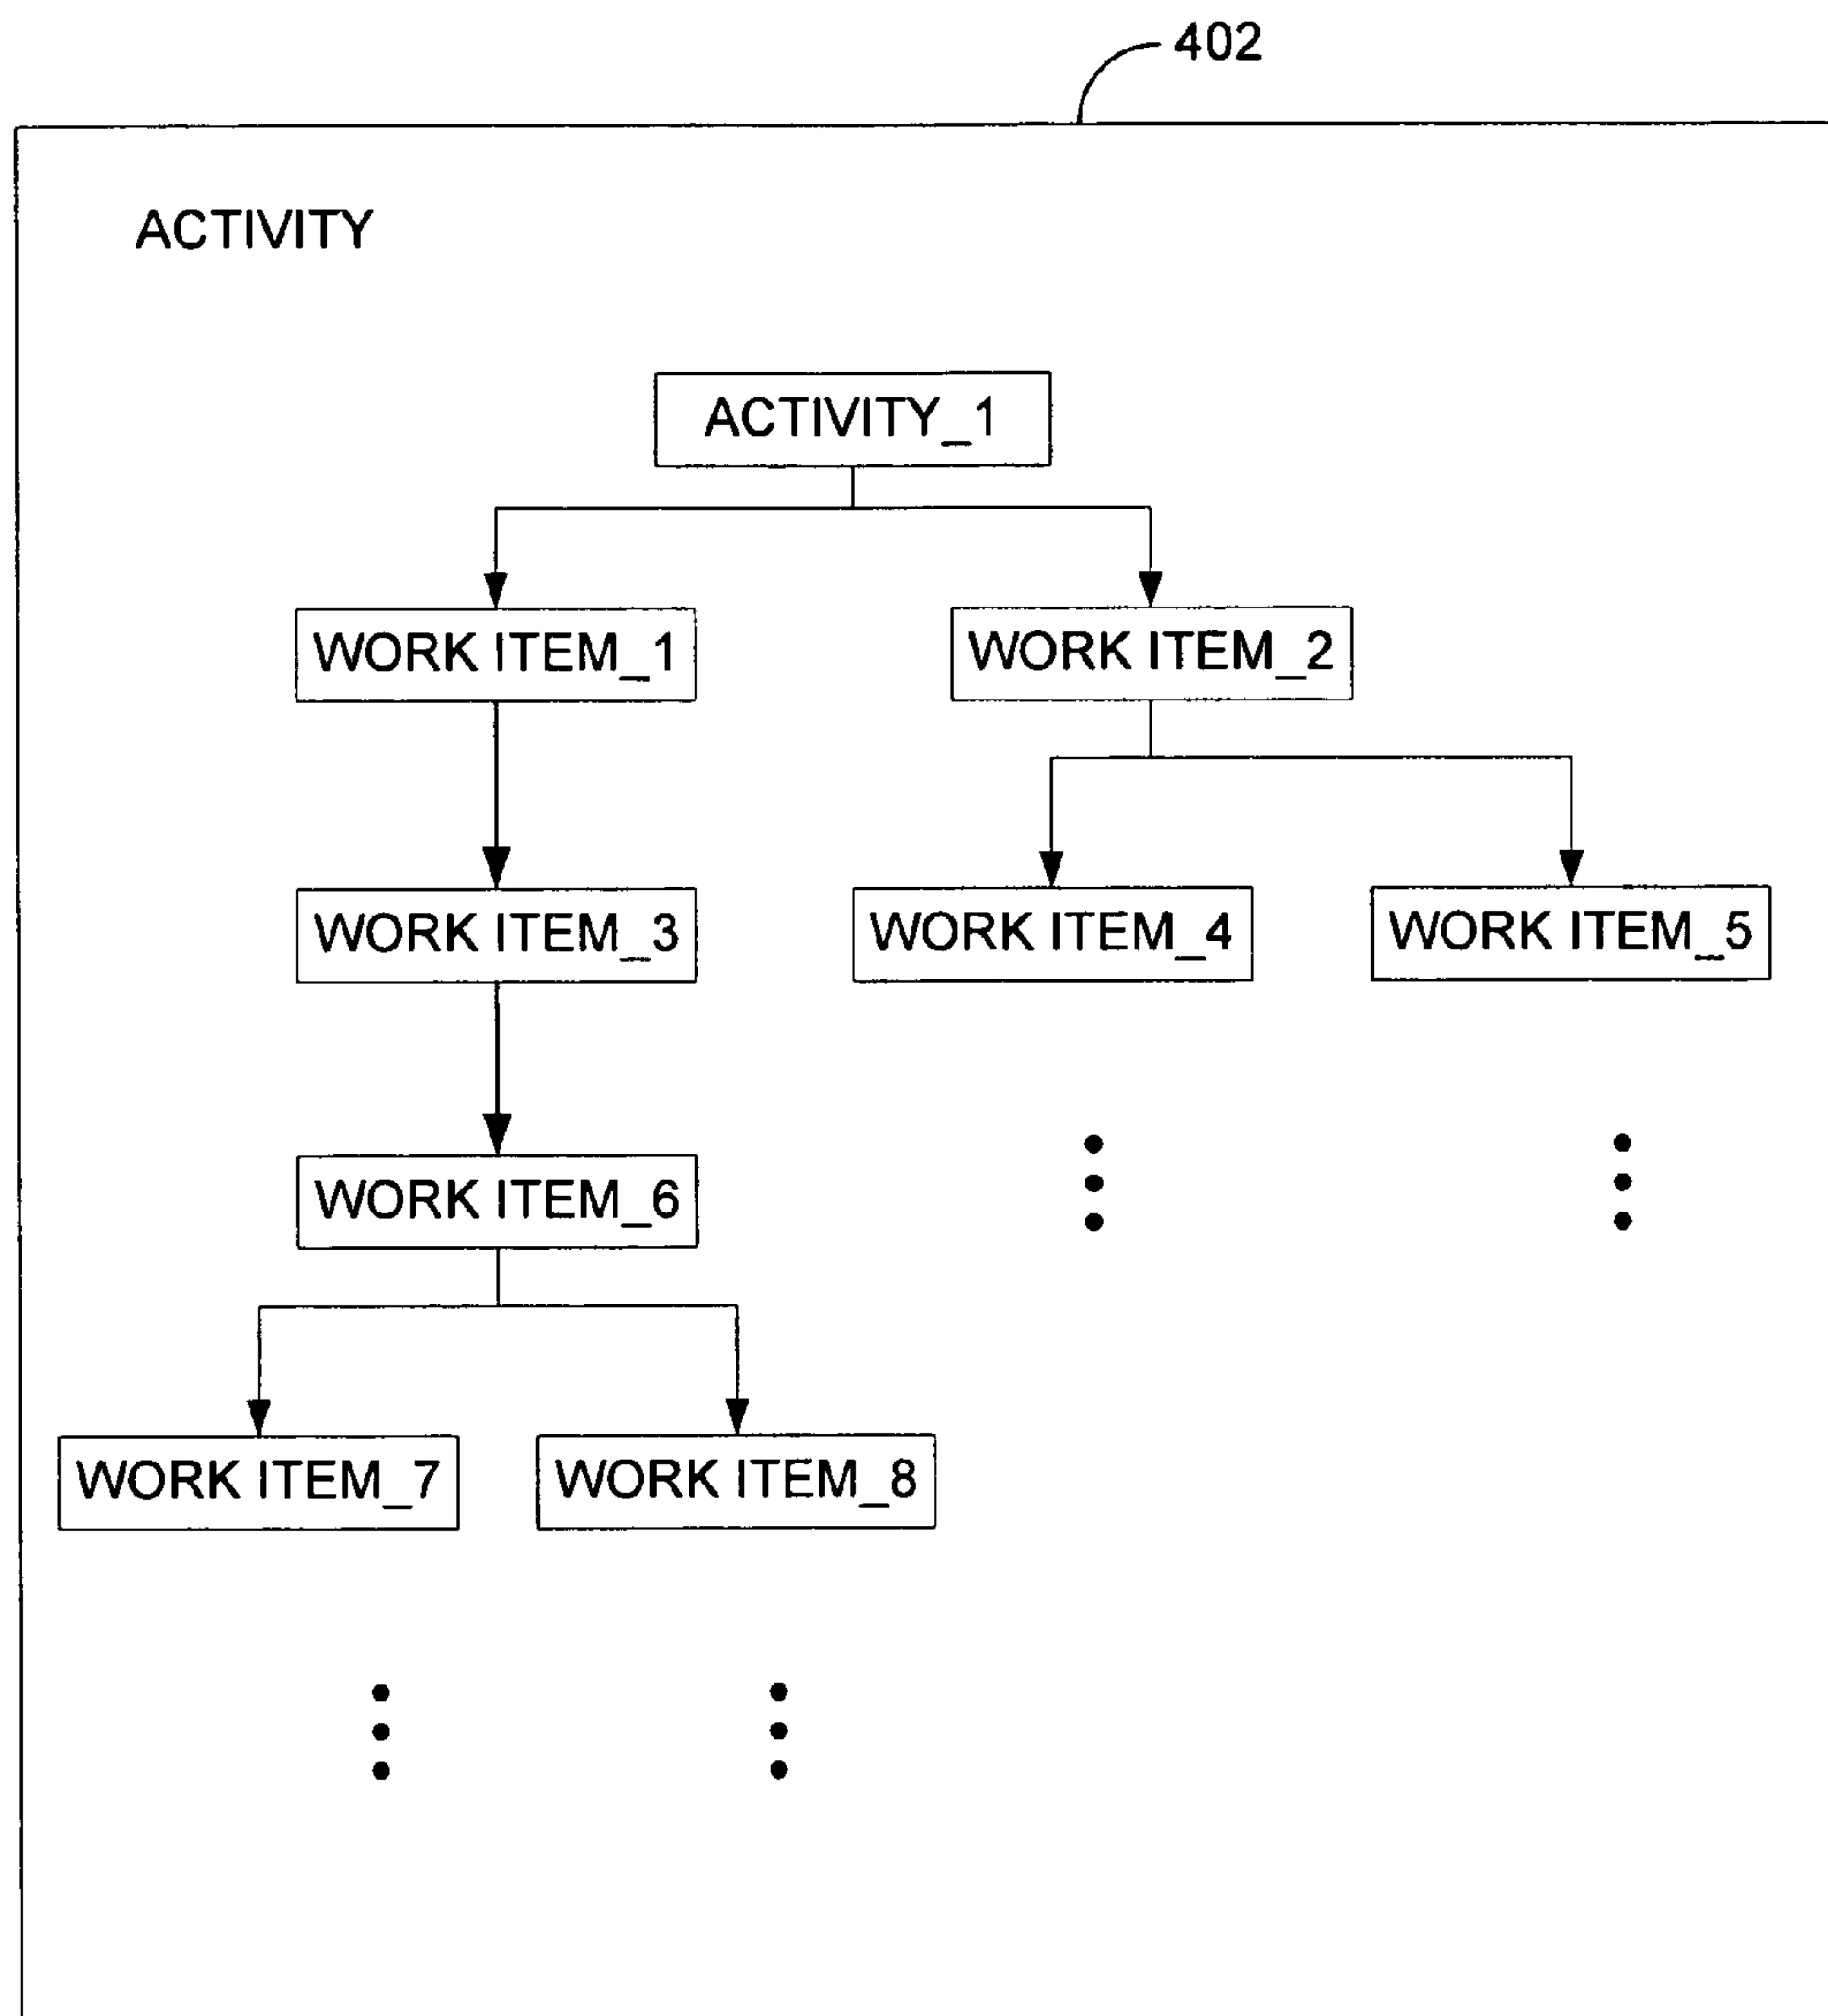 402
ACTIVITY
ACTIVITY_1
WORK ITEM_1
WORK ITEM_2
WORK ITEM_3
WORK ITEM_4
WORK ITEM_5
WORK ITEM_6
WORK ITEM_7
WORK ITEM_8